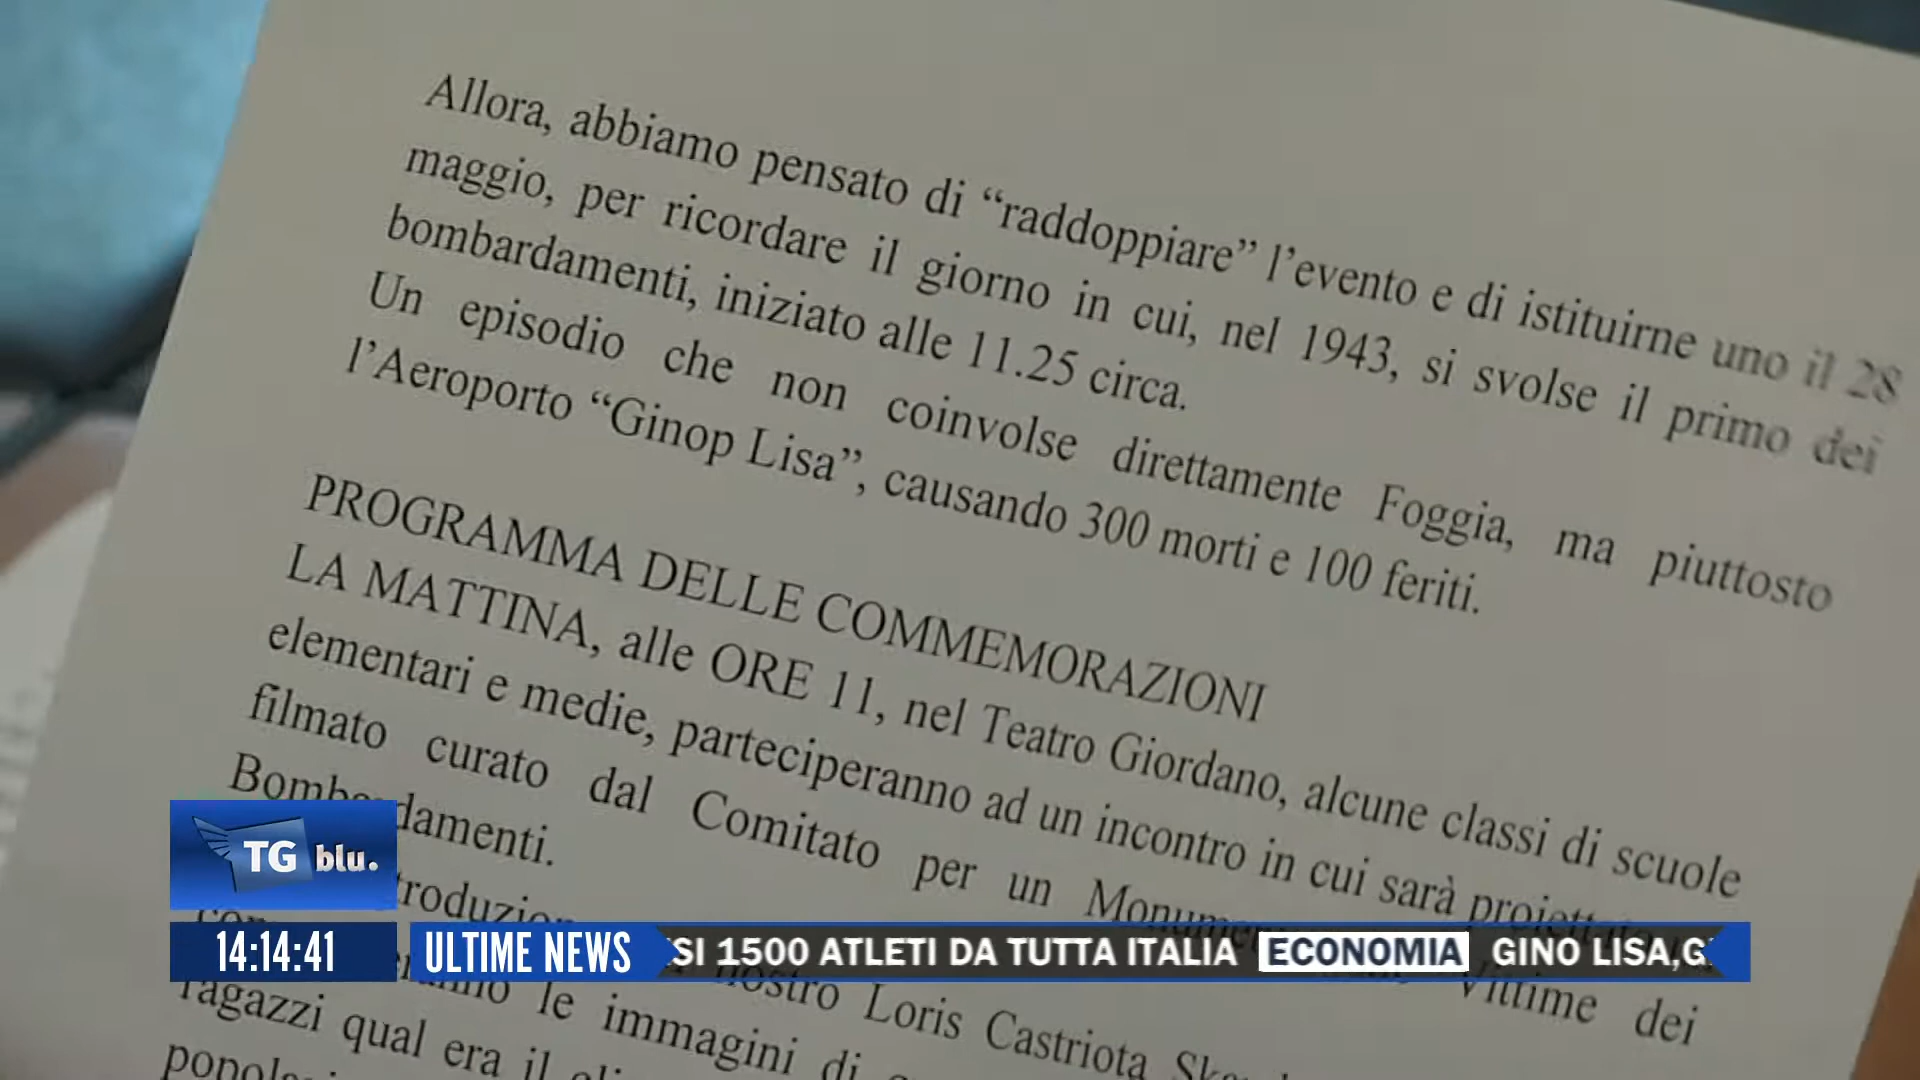 Allora, abbiamo pensato di “raddoppiare” l’evento e di istituirne uno il 28
maggio, per ricordare il giorno in cui, nel 1943, si svolse il primo dei
bombardamenti, iniziato alle 11.25 circa.
Un episodio che non coinvolse direttamente Foggia, ma piuttosto
l’Aeroporto “Ginop Lisa”, causando 300 morti e 100 feriti.
PROGRAMMA DELLE COMMEMORAZIONI
LA MATTINA, alle ORE 11, nel Teatro Giordano, alcune classi di scuole
elementari e medie, parteciperanno ad un incontro in cui sarà proiettato
filmato curato dal Comitato per un Vittime dei
Bombardamenti.
nostro Loris Castriota
le immagini di
ragazzi qual era il
TG blu.
14:14:41
ULTIME NEWS
SI 1500 ATLETI DA TUTTA ITALIA ECONOMIA GINO LISA,G